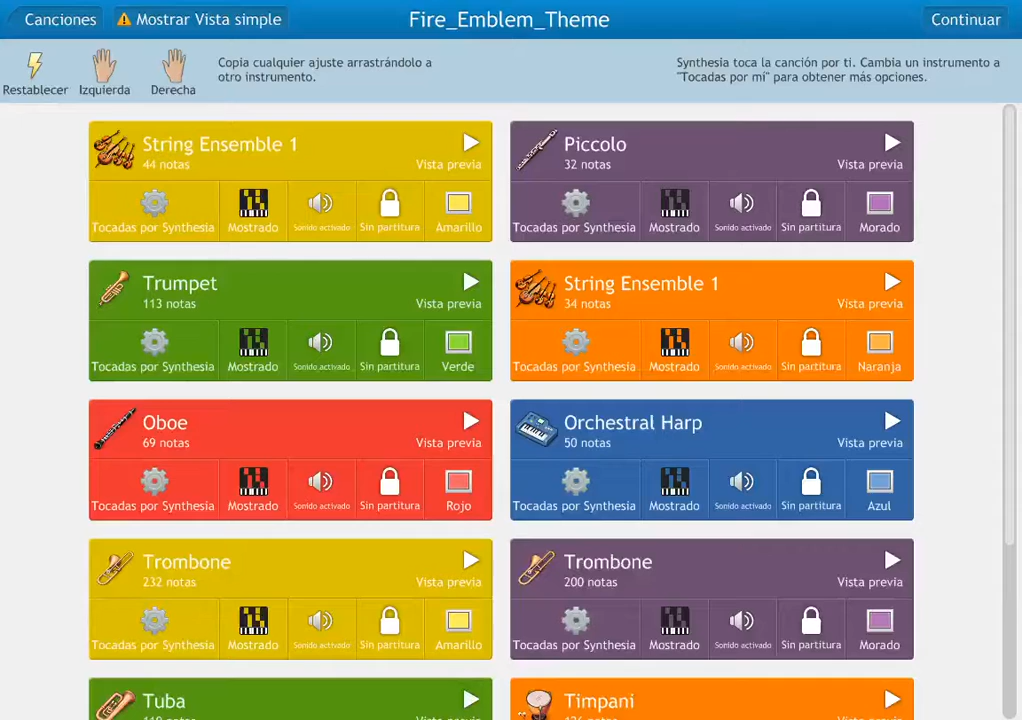 Canciones
Mostrar Vista simple
Fire_Emblem_Theme
Continuar
Restablecer
Izquierda
Derecha
Copia cualquier ajuste arrastrándolo a
otro instrumento.
Synthesia toca la canción por ti. Cambia un instrumento a
"Tocadas por mí" para obtener más opciones.
String Ensemble 1
44 notas
Vista previa
Tocadas por Synthesia
Mostrado
Sonido activado
Sin partitura
Amarillo
Piccolo
32 notas
Vista previa
Tocadas por Synthesia
Mostrado
Sonido activado
Sin partitura
Morado
Trumpet
113 notas
Vista previa
Tocadas por Synthesia
Mostrado
Sonido activado
Sin partitura
Verde
String Ensemble 1
34 notas
Vista previa
Tocadas por Synthesia
Mostrado
Sonido activado
Sin partitura
Naranja
Oboe
69 notas
Vista previa
Tocadas por Synthesia
Mostrado
Sonido activado
Sin partitura
Rojo
Orchestral Harp
50 notas
Vista previa
Tocadas por Synthesia
Mostrado
Sonido activado
Sin partitura
Azul
Trombone
232 notas
Vista previa
Tocadas por Synthesia
Mostrado
Sonido activado
Sin partitura
Amarillo
Trombone
200 notas
Vista previa
Tocadas por Synthesia
Mostrado
Sonido activado
Sin partitura
Morado
Tuba
notas
Vista previa
Timpani
notas
Vista previa